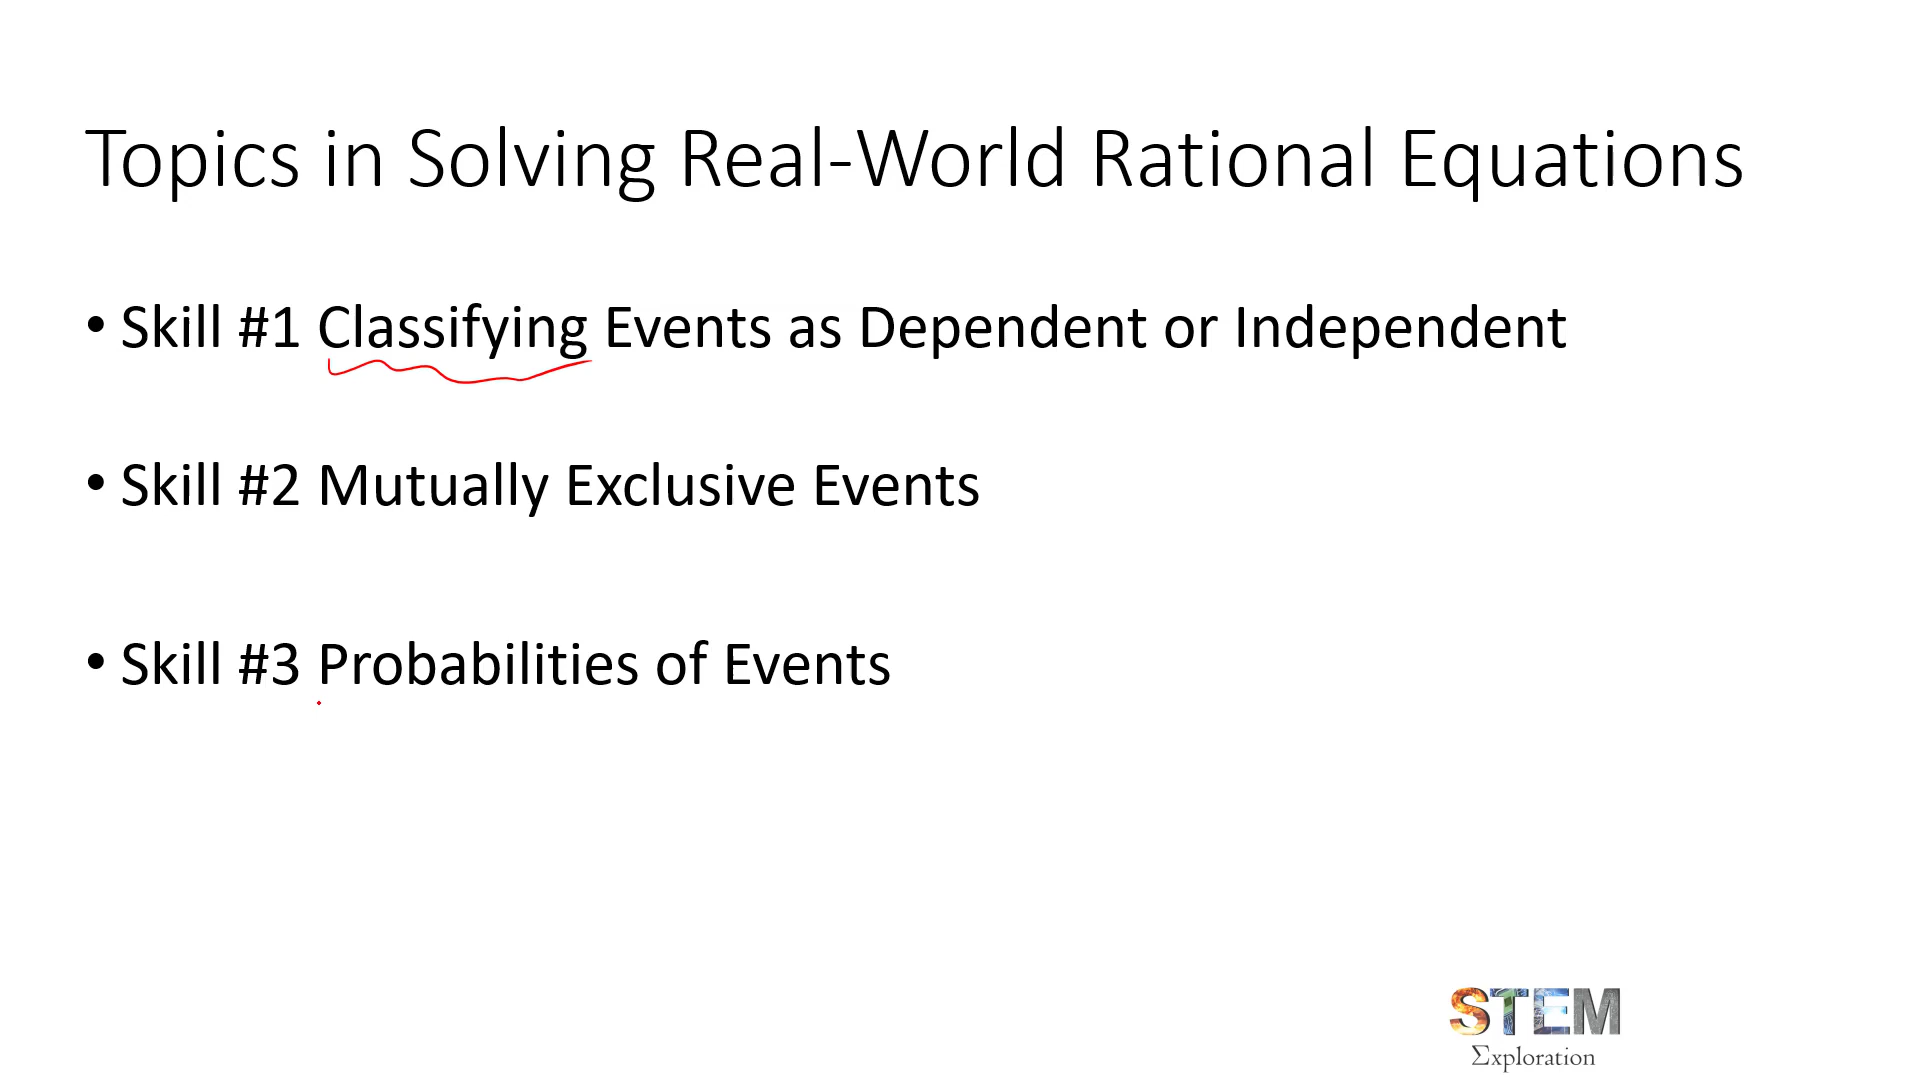 Topics in Solving Real-World Rational Equations
• Skill #1 Classifying Events as Dependent or Independent
• Skill #2 Mutually Exclusive Events
• Skill #3 Probabilities of Events
STEM
Σxploration